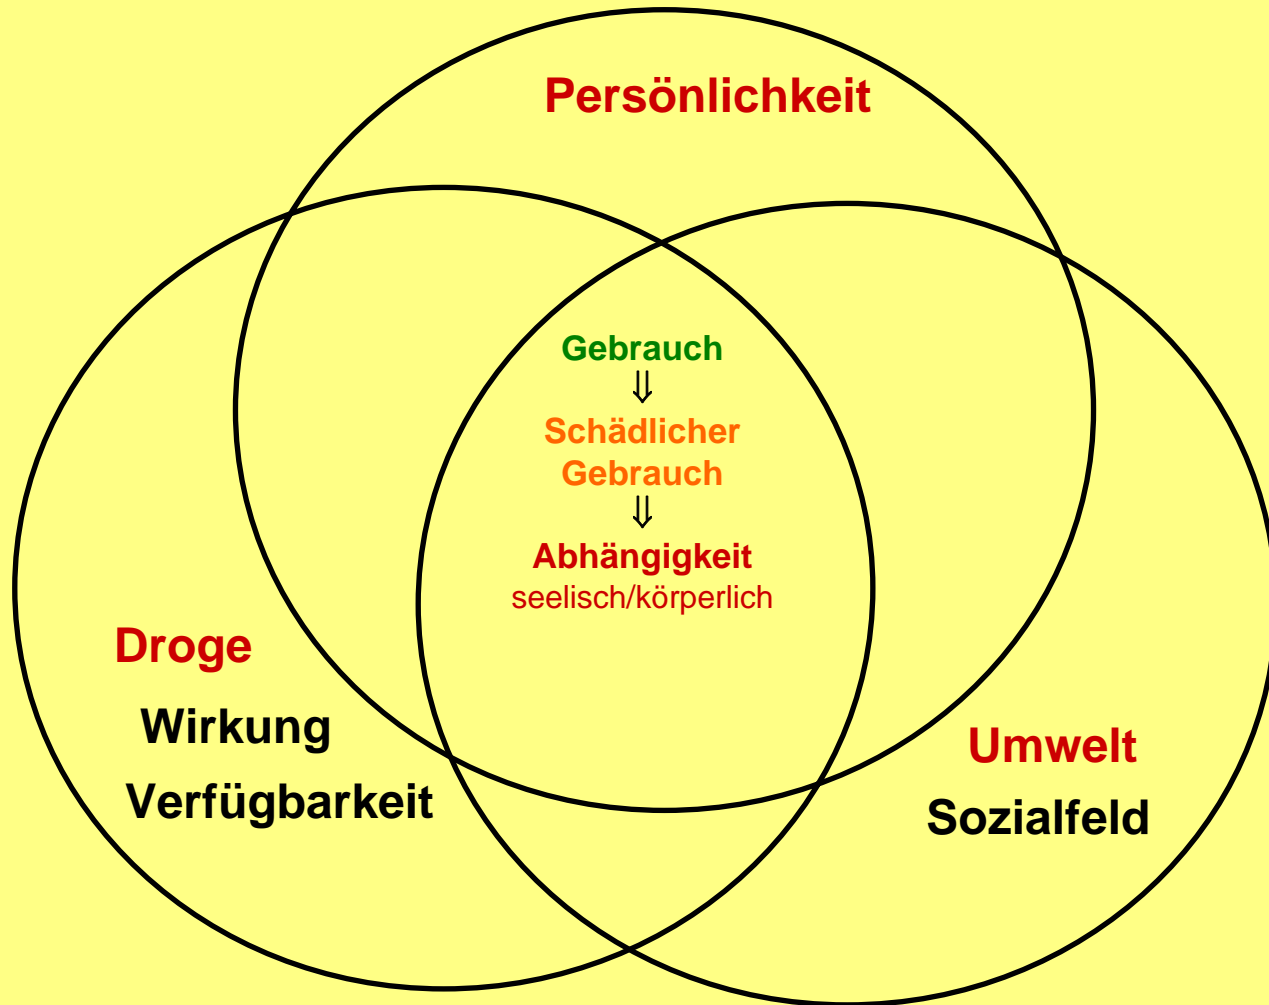 Persönlichkeit
Gebrauch
⇓
Schädlicher
Gebrauch
⇓
Abhängigkeit
seelisch/körperlich
Droge
Wirkung
Verfügbarkeit
Umwelt
Sozialfeld